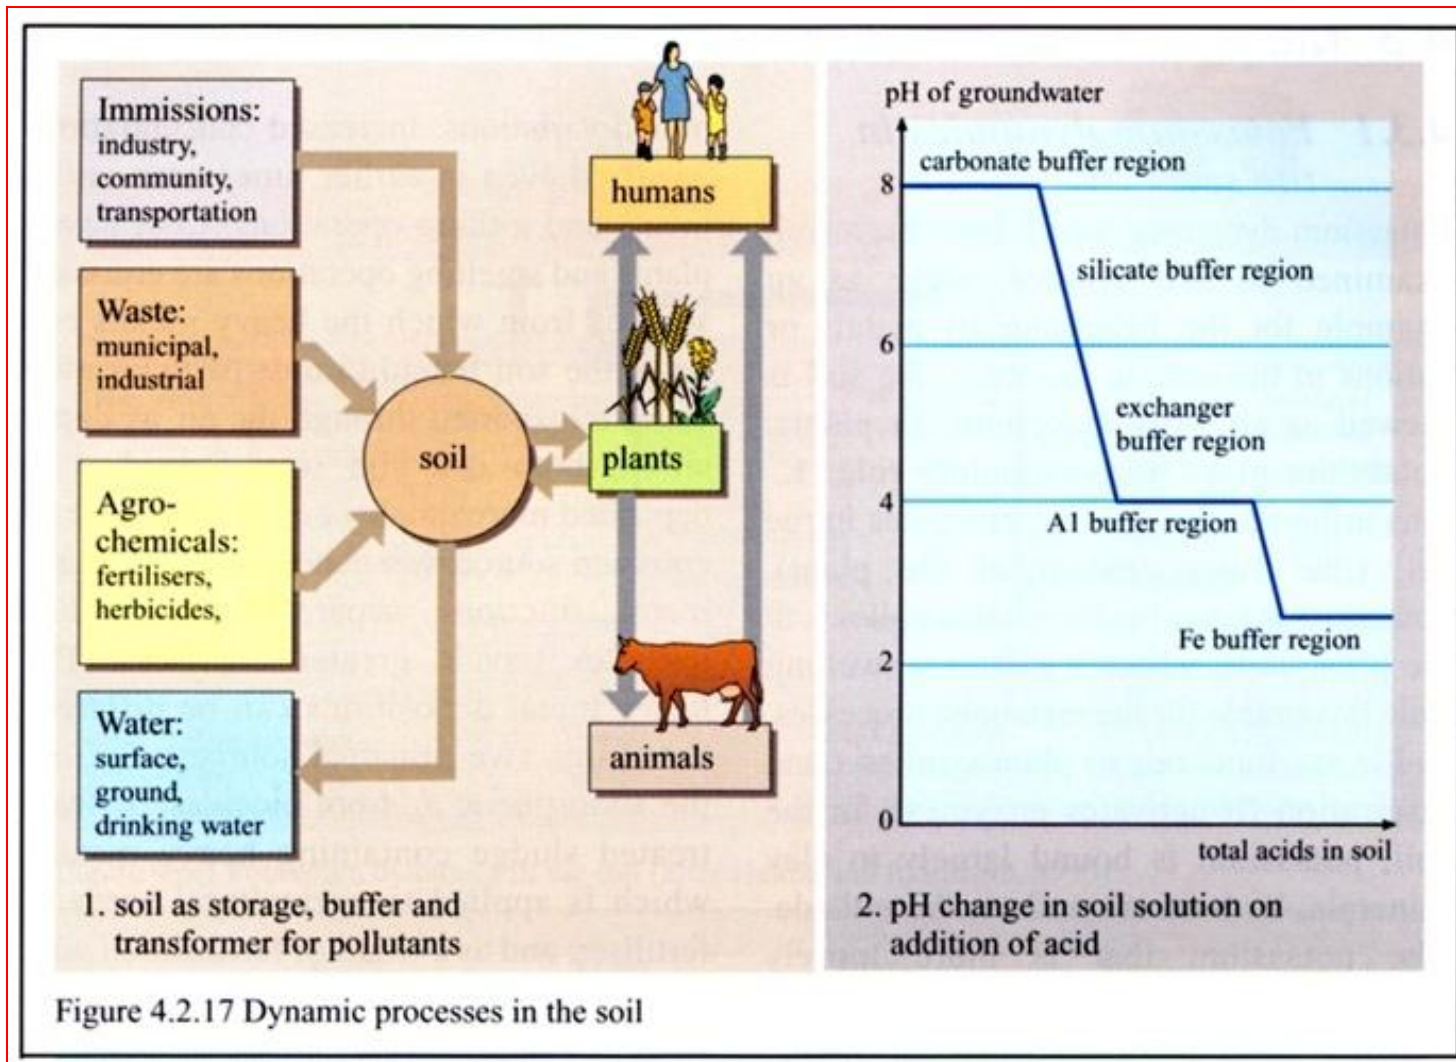 Immissions:
industry,
community,
transportation
Waste:
municipal,
industrial
Agro-
chemicals:
fertilisers,
herbicides,
Water:
surface,
ground,
drinking water
soil
humans
plants
animals
1. soil as storage, buffer and
transformer for pollutants
pH of groundwater
carbonate buffer region
8
silicate buffer region
6
exchanger
buffer region
4
A1 buffer region
Fe buffer region
2
0
total acids in soil
2. pH change in soil solution on
addition of acid
Figure 4.2.17 Dynamic processes in the soil